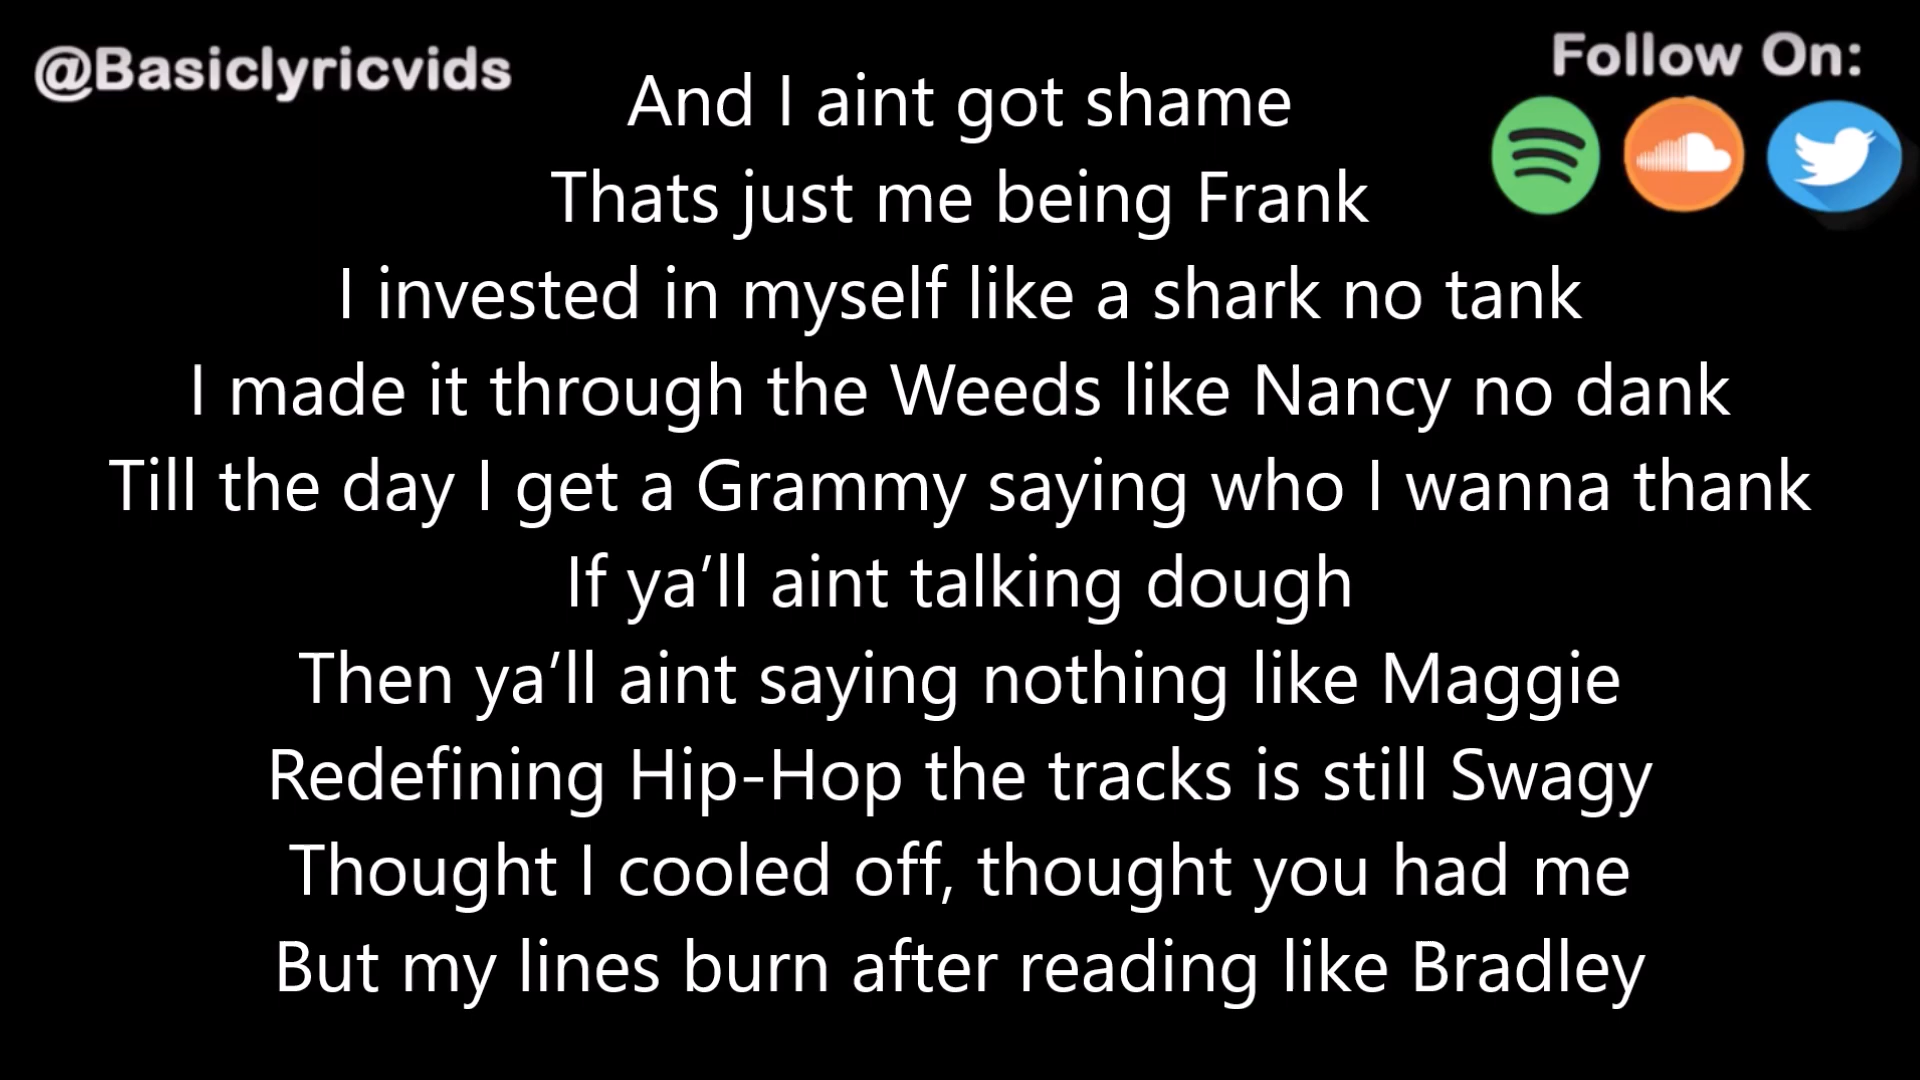 @Basiclyricvids
Follow On:
And I aint got shame
Thats just me being Frank
I invested in myself like a shark no tank
I made it through the Weeds like Nancy no dank
Till the day I get a Grammy saying who I wanna thank
If ya’ll aint talking dough
Then ya’ll aint saying nothing like Maggie
Redefining Hip-Hop the tracks is still Swagy
Thought I cooled off, thought you had me
But my lines burn after reading like Bradley